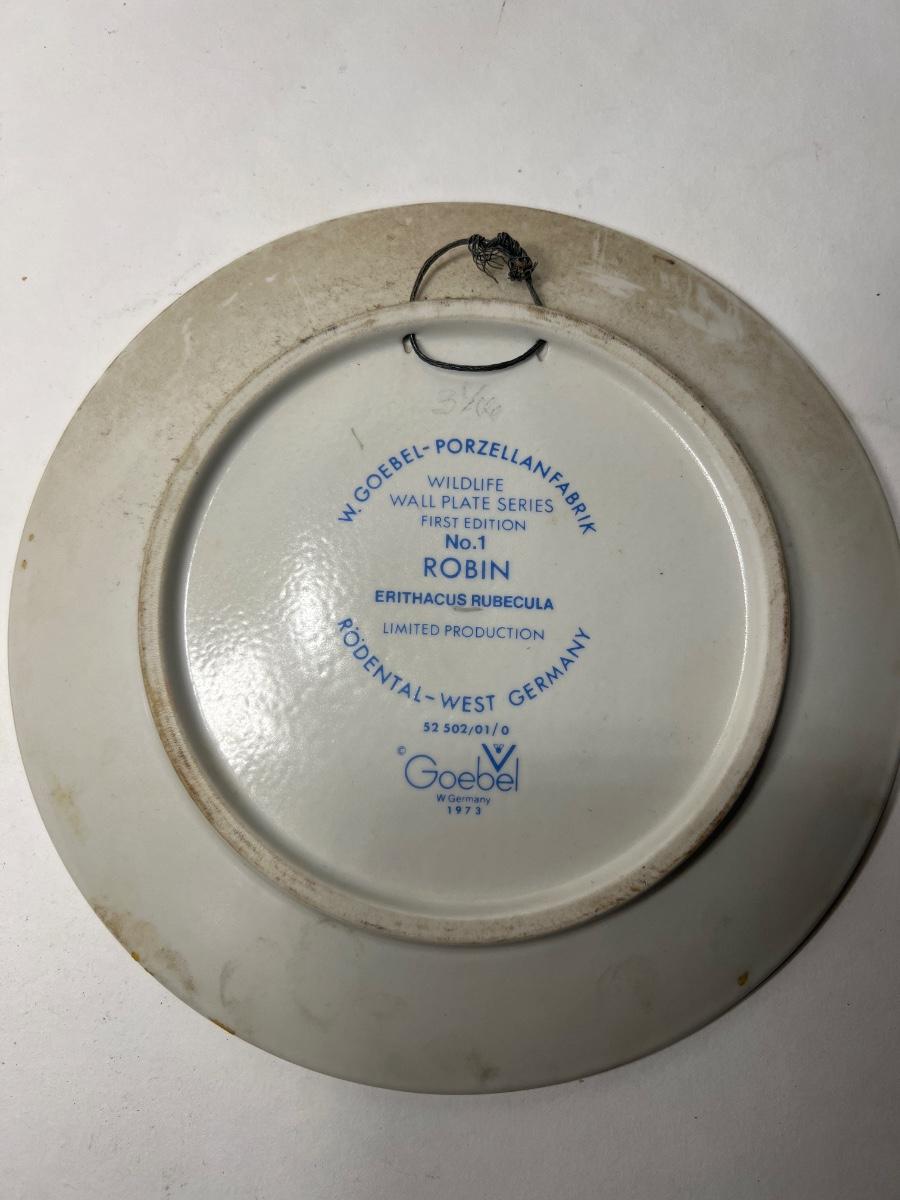 W. GOEBEL-PORZELLANFABRIK
WILDLIFE
WALL PLATE SERIES
FIRST EDITION
No.1
ROBIN
ERITHACUS RUBECULA
LIMITED PRODUCTION
RÖDENTAL-WEST GERMANY
52 502/01/0
© Goebel
W Germany
1973